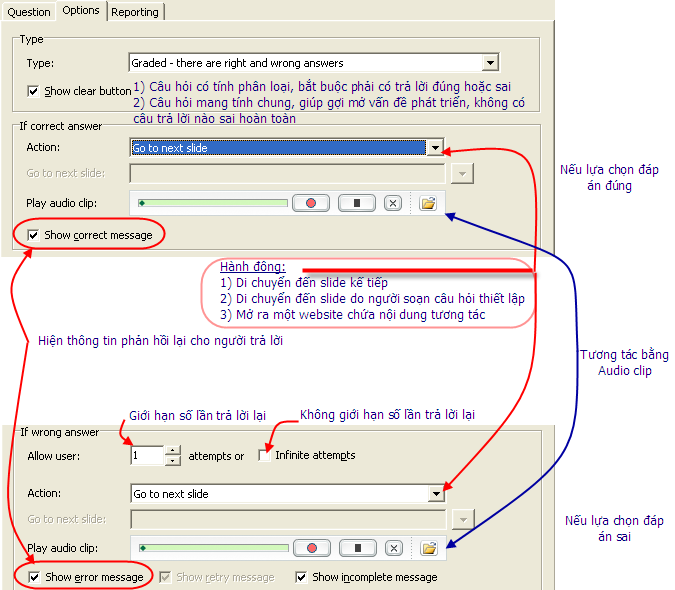 Question Options Reporting
Type
Type: Graded - there are right and wrong answers
Show clear button
1) Câu hỏi có tính phân loại, bắt buộc phải có trả lời đúng hoặc sai
2) Câu hỏi mang tính chung, giúp gợi mở vấn đề phát triển, không có
câu trả lời nào sai hoàn toàn
If correct answer
Action: Go to next slide
Go to next slide:
Nếu lựa chọn đáp
án đúng
Play audio clip:
Show correct message
Hành đông:
1) Di chuyển đến slide kế tiếp
2) Di chuyển đến slide do người soạn câu hỏi thiết lập
3) Mở ra một website chứa nội dung tương tác
Hiện thông tin phản hồi lại cho người trả lời
Tương tác bằng
Audio clip
Giới hạn số lần trả lời lại
Không giới hạn số lần trả lời lại
If wrong answer
Allow user: 1 attempts or Infinite attempts
Action: Go to next slide
Go to next slide:
Nếu lựa chọn đáp
án sai
Play audio clip:
Show error message Show retry message Show incomplete message